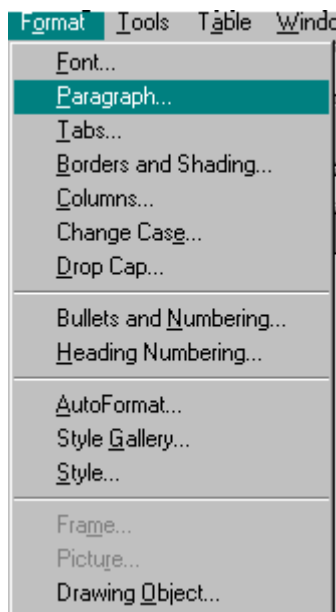 Format Tools Table Windo
Font...
Paragraph...
Tabs...
Borders and Shading...
Columns...
Change Case...
Drop Cap...
Bullets and Numbering...
Heading Numbering...
AutoFormat...
Style Gallery...
Style...
Frame...
Picture...
Drawing Object...